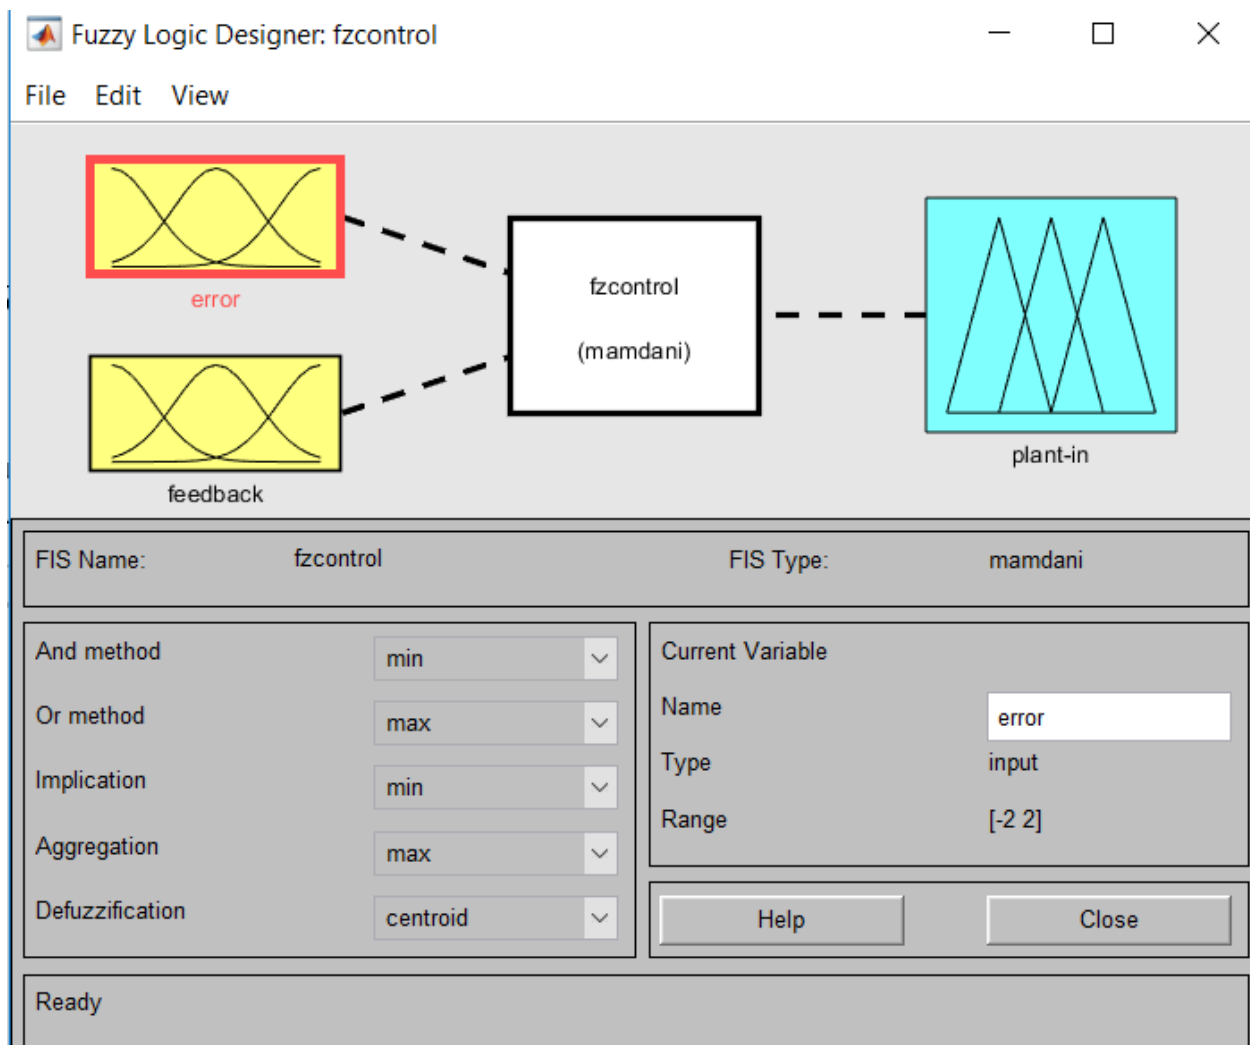 Fuzzy Logic Designer: fzcontrol
File Edit View
error
feedback
fzcontrol
(mamdani)
plant-in
FIS Name: fzcontrol FIS Type: mamdani
And method min
Or method max
Implication min
Aggregation max
Defuzzification centroid
Current Variable
Name error
Type input
Range [-2 2]
Help Close
Ready